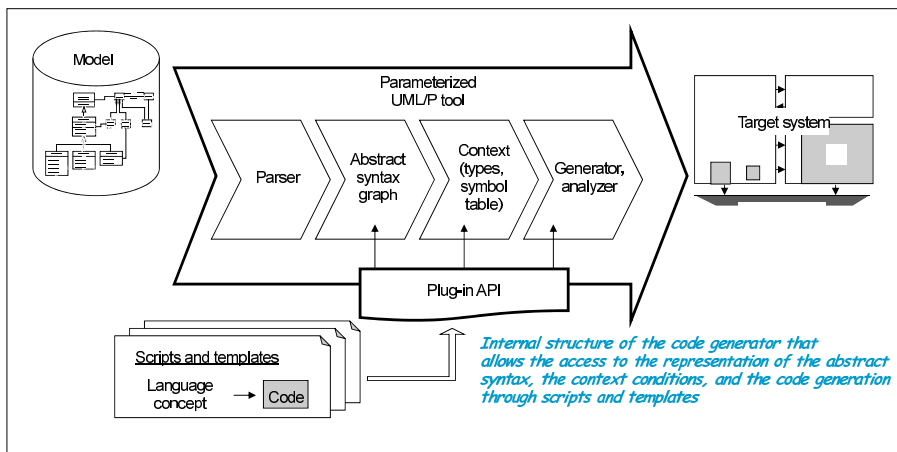 Model
Parameterized
UML/P tool
Parser
Abstract
syntax
graph
Context
(types,
symbol
table)
Generator,
analyzer
Target system
Plug-in API
Scripts and templates
Language
concept
Code
Internal structure of the code generator that
allows the access to the representation of the abstract
syntax, the context conditions, and the code generation
through scripts and templates